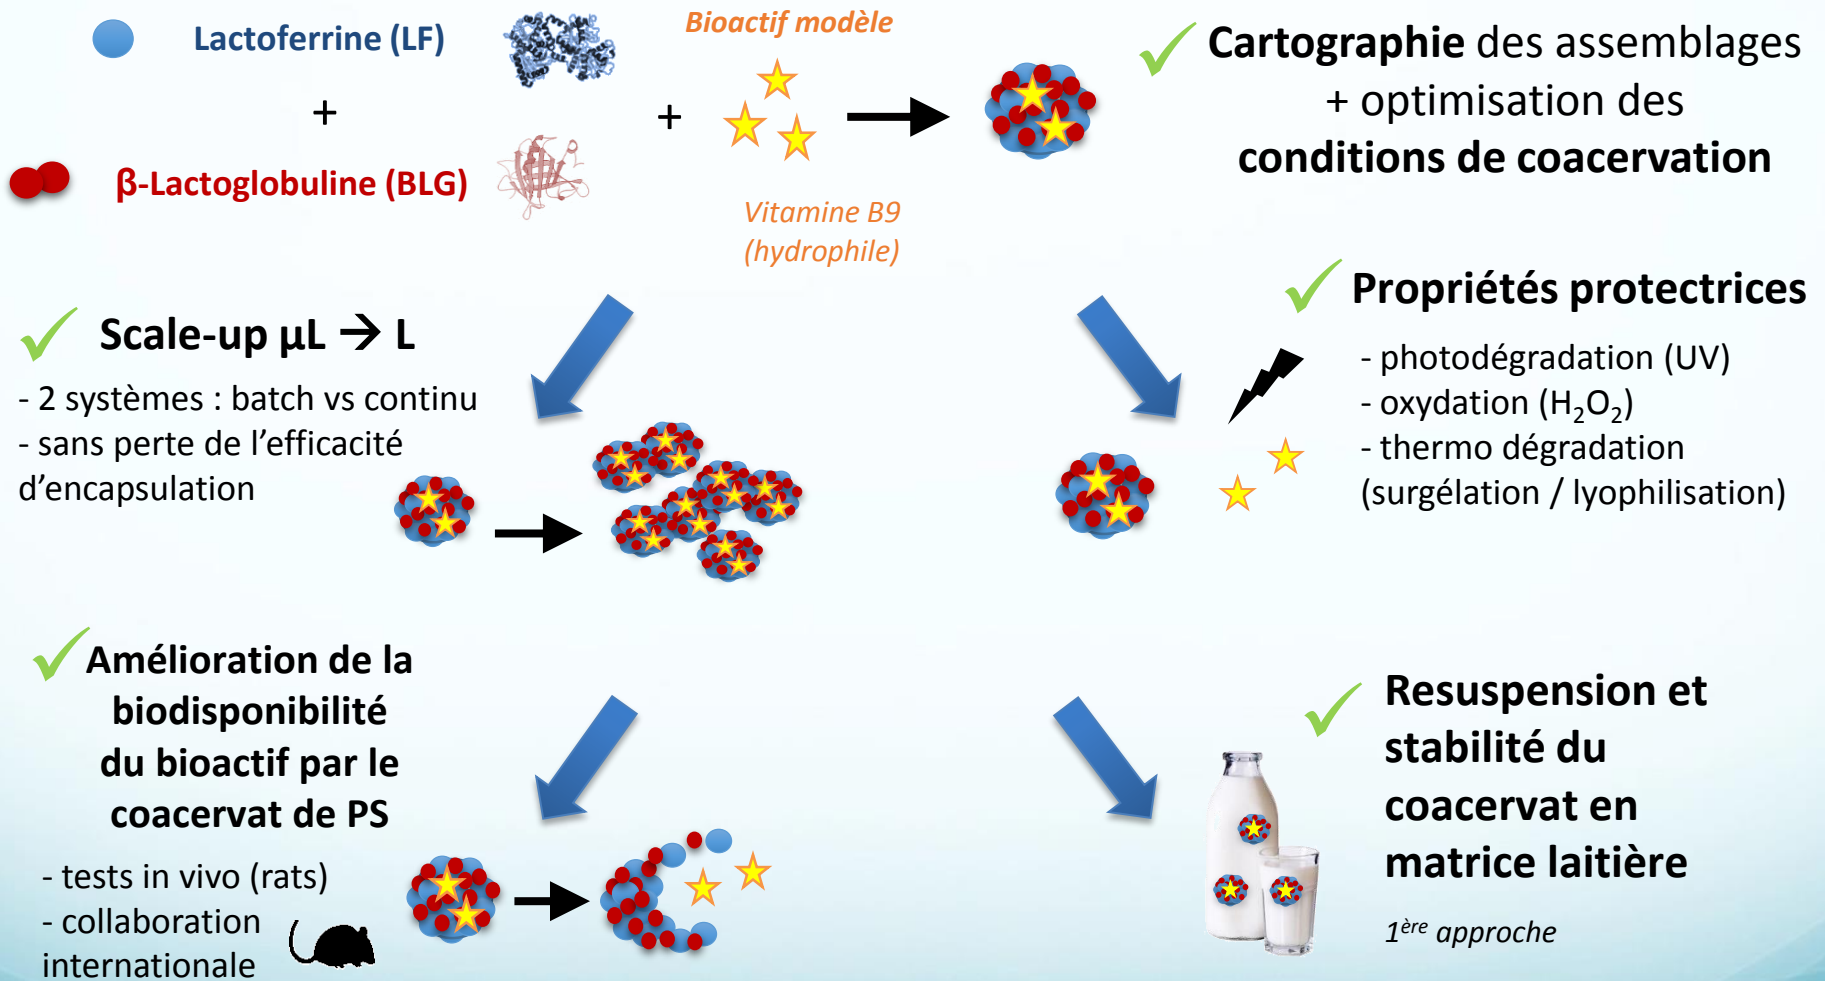 Lactoferrine (LF)
+
β-Lactoglobuline (BLG)
+
Bioactif modèle
Vitamine B9
(hydrophile)
Cartographie des assemblages
+ optimisation des
conditions de coacervation
Scale-up µL → L
- 2 systèmes : batch vs continu
- sans perte de l’efficacité
d’encapsulation
Propriétés protectrices
- photodégradation (UV)
- oxydation (H₂O₂)
- thermo dégradation
(surgélation / lyophilisation)
Amélioration de la
biodisponibilité
du bioactif par le
coacervat de PS
- tests in vivo (rats)
- collaboration
internationale
Resuspension et
stabilité du
coacervat en
matrice laitière
1ère approche